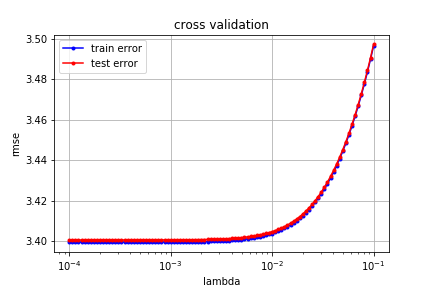 cross validation
train error
test error
rmse
3.50
3.48
3.46
3.44
3.42
3.40
10⁻⁴
10⁻³
10⁻²
10⁻¹
lambda